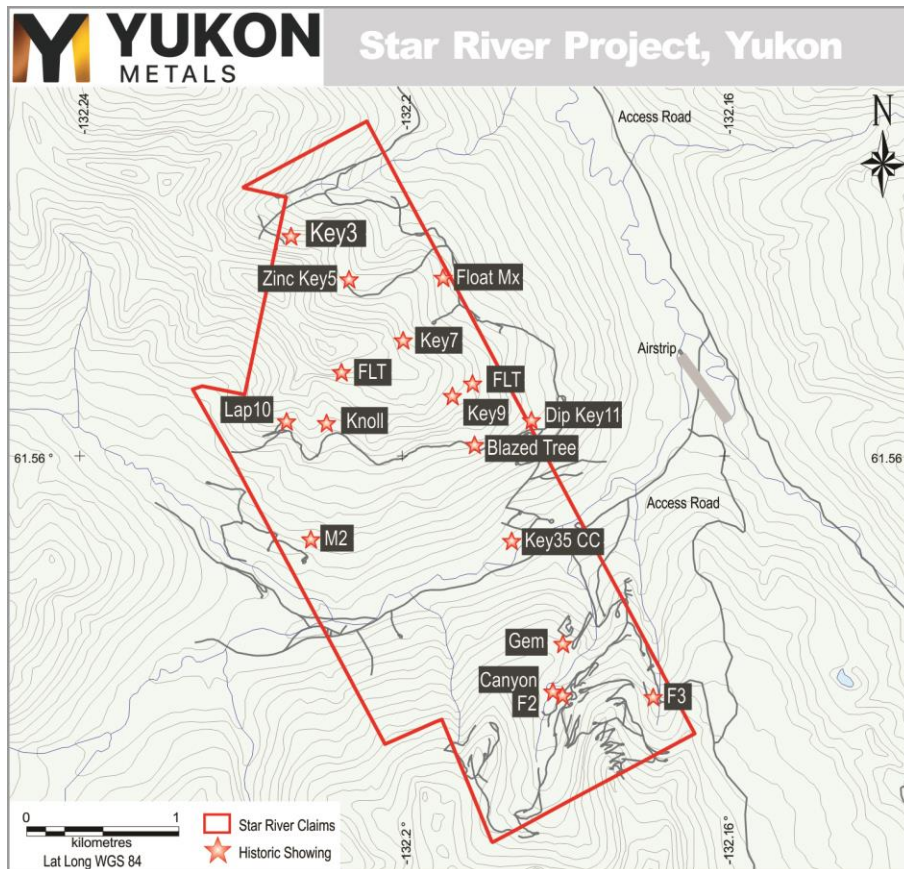 YUKON
METALS
Star River Project, Yukon
-132.24
-132.2
-132.16
Access Road
N
Key3
Zinc Key5
Float Mx
Key7
Airstrip
FLT
FLT
Key9
Lap10
Knoll
Dip Key11
Blazed Tree
61.56 °
61.56 °
Access Road
M2
Key35 CC
Gem
Canyon
F2
F3
0 1
kilometres
Lat Long WGS 84
Star River Claims
Historic Showing
-132.2 °
-132.16 °